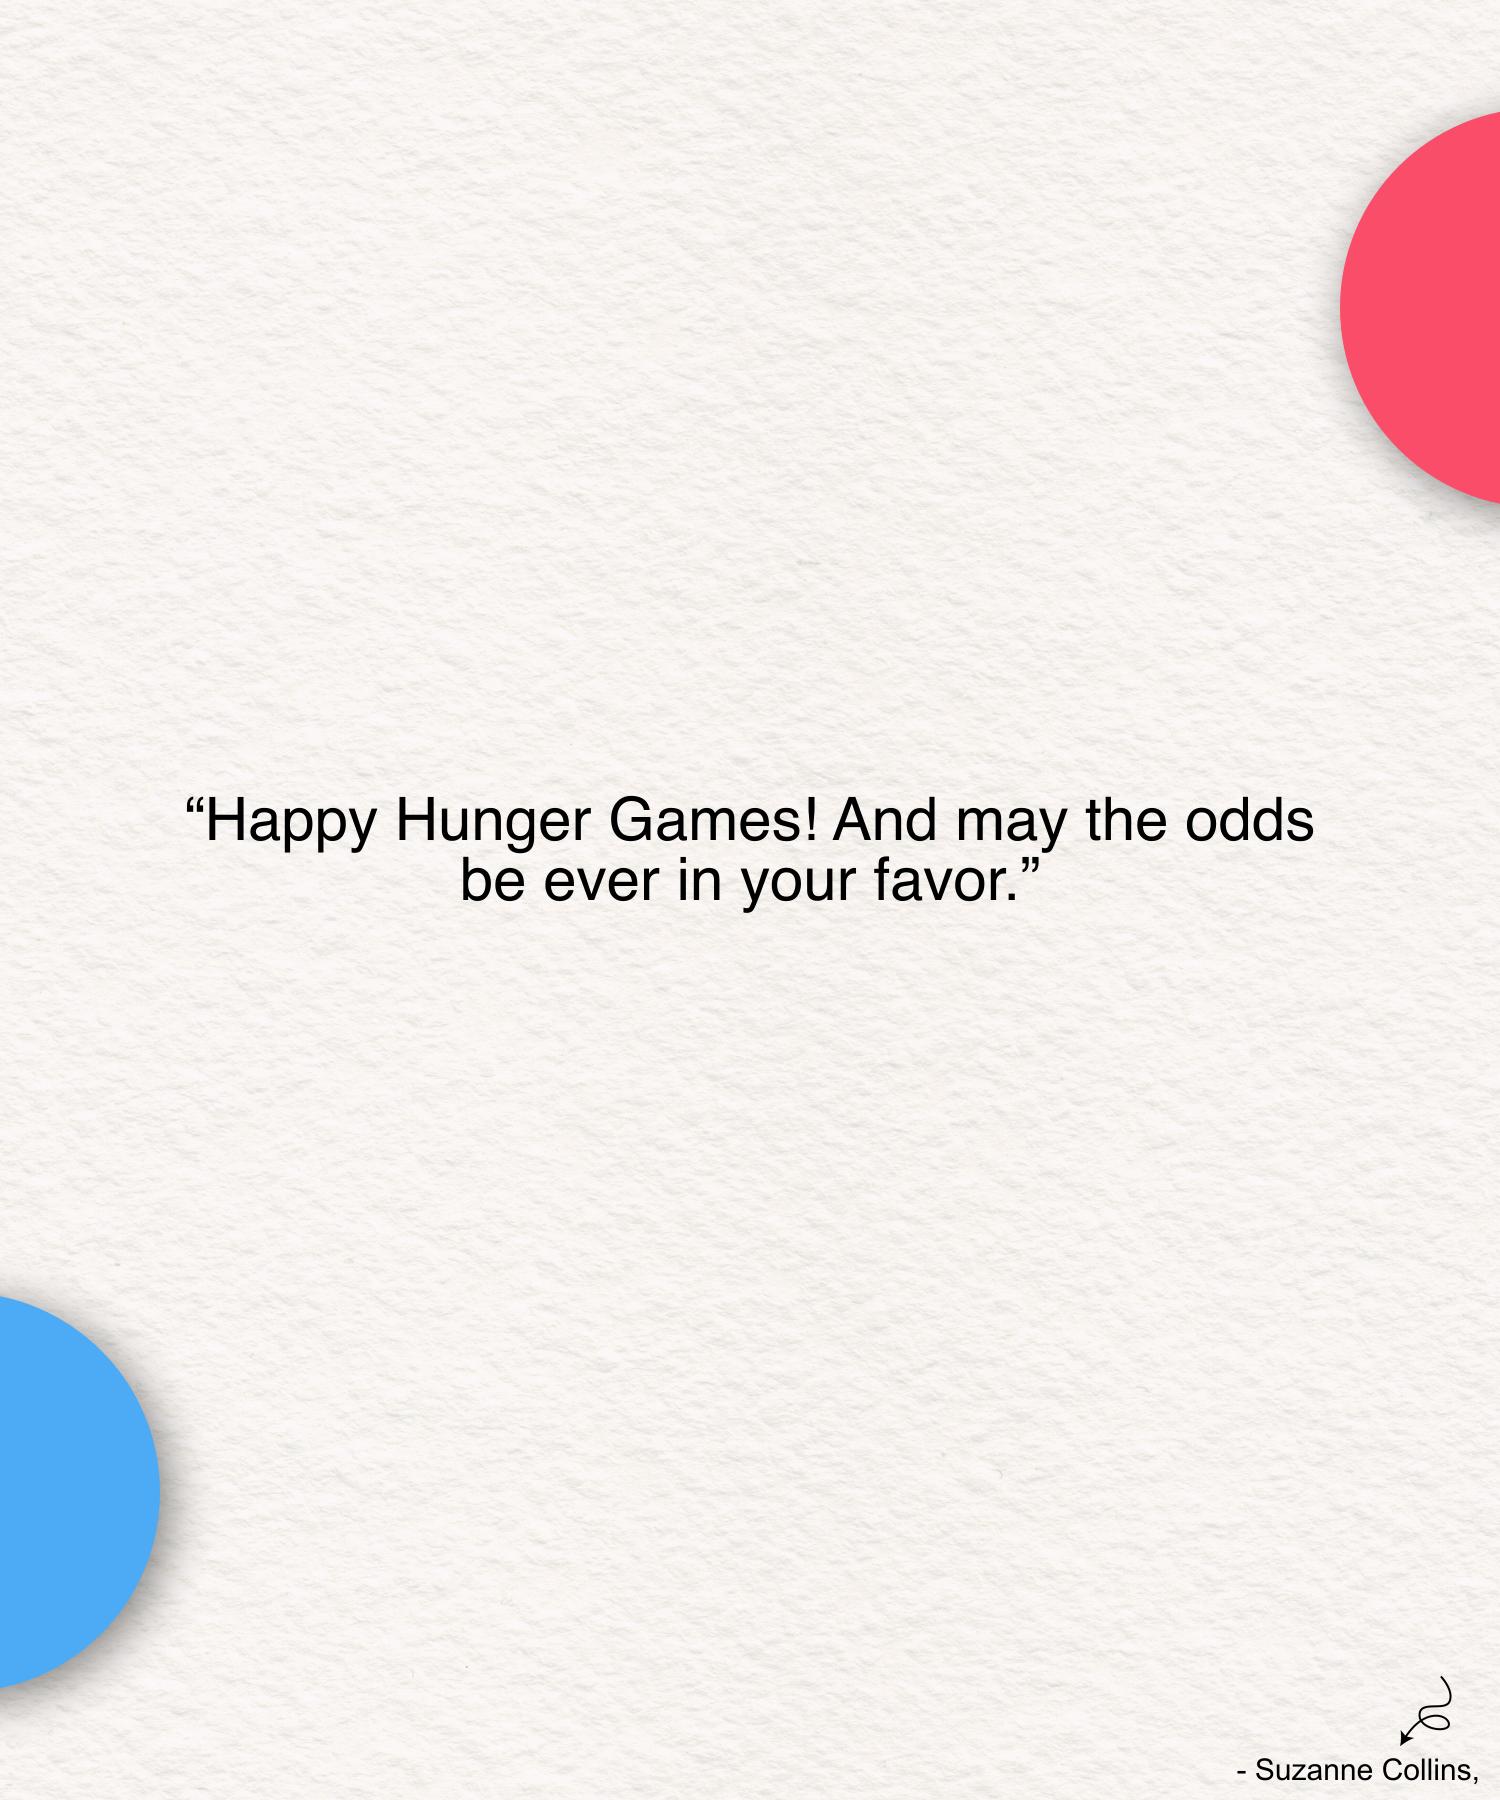 “Happy Hunger Games! And may the odds
be ever in your favor.”
- Suzanne Collins,